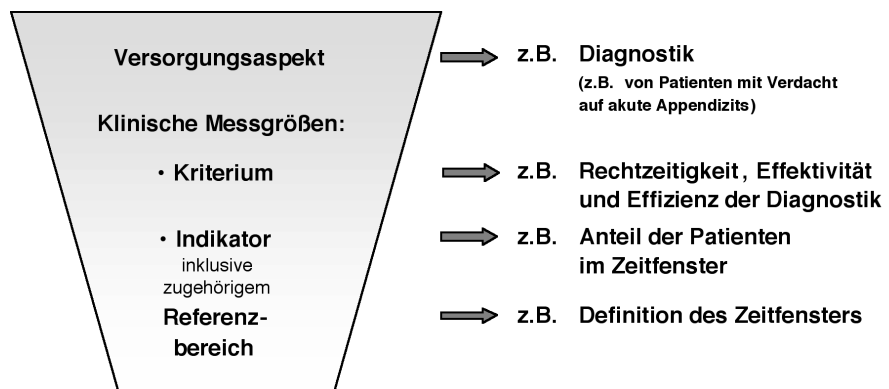 Versorgungsaspekt z.B. Diagnostik
(z.B. von Patienten mit Verdacht
auf akute Appendizits)
Klinische Messgrößen:
• Kriterium z.B. Rechtzeitigkeit, Effektivität
und Effizienz der Diagnostik
• Indikator z.B. Anteil der Patienten
inklusive im Zeitfenster
zugehörigem
Referenz- z.B. Definition des Zeitfensters
bereich